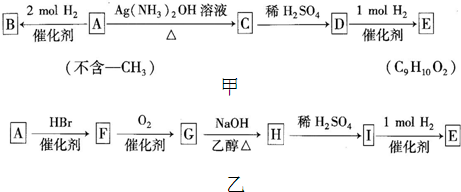 2 mol H₂ Ag(NH₃)₂OH 溶液 稀 H₂SO₄ 1 mol H₂
B A C D E
催化剂 △ 催化剂
(不含—CH₃) (C₉H₁₀O₂)
甲
HBr O₂ NaOH 稀 H₂SO₄ 1 mol H₂
A F G H I E
催化剂 催化剂 乙醇△ 催化剂
乙